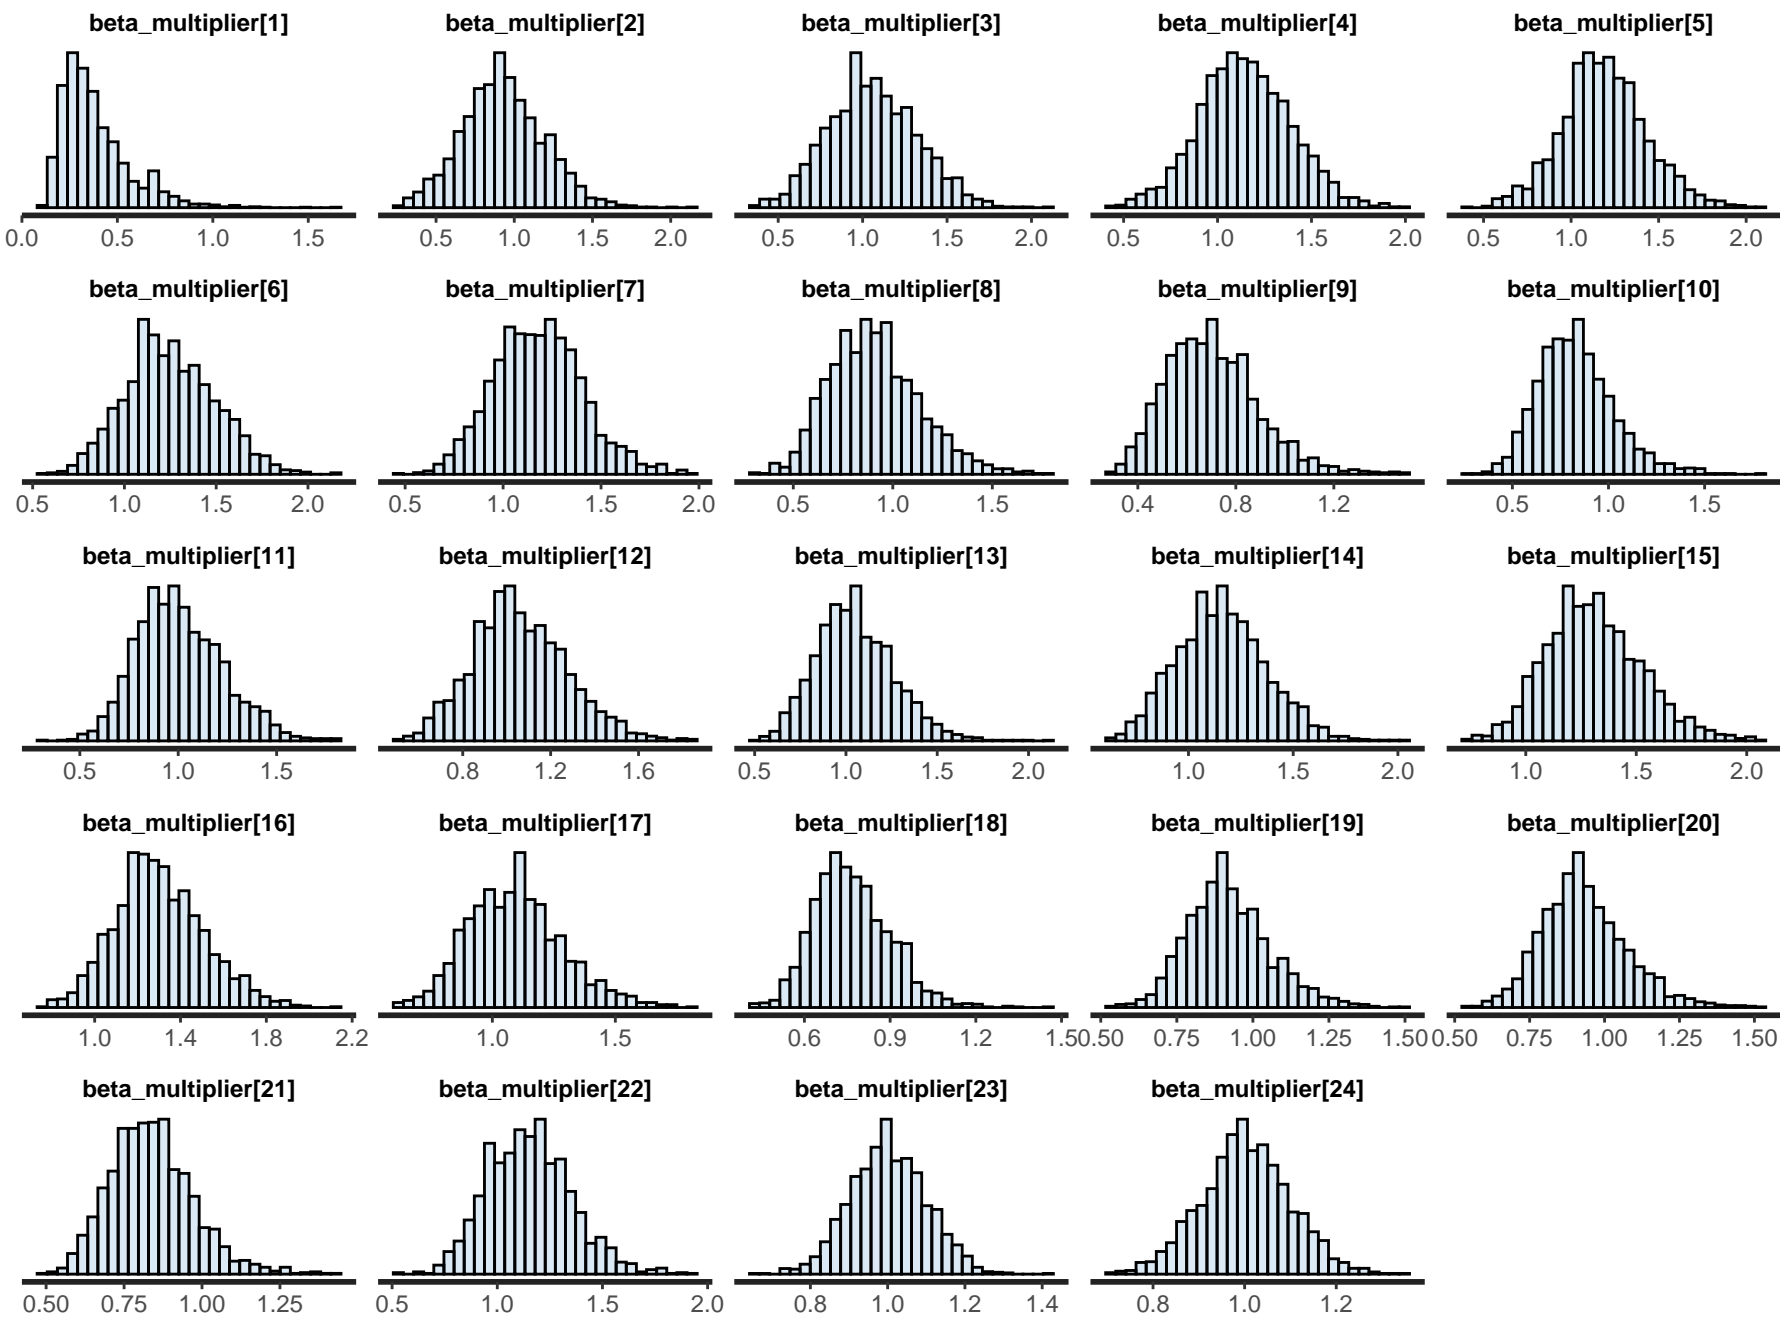 beta_multiplier[1] beta_multiplier[2] beta_multiplier[3] beta_multiplier[4] beta_multiplier[5]
0.0 0.5 1.0 1.5 0.5 1.0 1.5 2.0 0.5 1.0 1.5 2.0 0.5 1.0 1.5 2.0 0.5 1.0 1.5 2.0
beta_multiplier[6] beta_multiplier[7] beta_multiplier[8] beta_multiplier[9] beta_multiplier[10]
0.5 1.0 1.5 2.0 0.5 1.0 1.5 2.0 0.5 1.0 1.5 0.4 0.8 1.2 0.5 1.0 1.5
beta_multiplier[11] beta_multiplier[12] beta_multiplier[13] beta_multiplier[14] beta_multiplier[15]
0.5 1.0 1.5 0.8 1.2 1.6 0.5 1.0 1.5 2.0 1.0 1.5 2.0 1.0 1.5 2.0
beta_multiplier[16] beta_multiplier[17] beta_multiplier[18] beta_multiplier[19] beta_multiplier[20]
1.0 1.4 1.8 2.2 1.0 1.5 0.6 0.9 1.2 1.5 0.50 0.75 1.00 1.25 1.50 0.50 0.75 1.00 1.25 1.50
beta_multiplier[21] beta_multiplier[22] beta_multiplier[23] beta_multiplier[24]
0.50 0.75 1.00 1.25 0.5 1.0 1.5 2.0 0.8 1.0 1.2 1.4 0.8 1.0 1.2